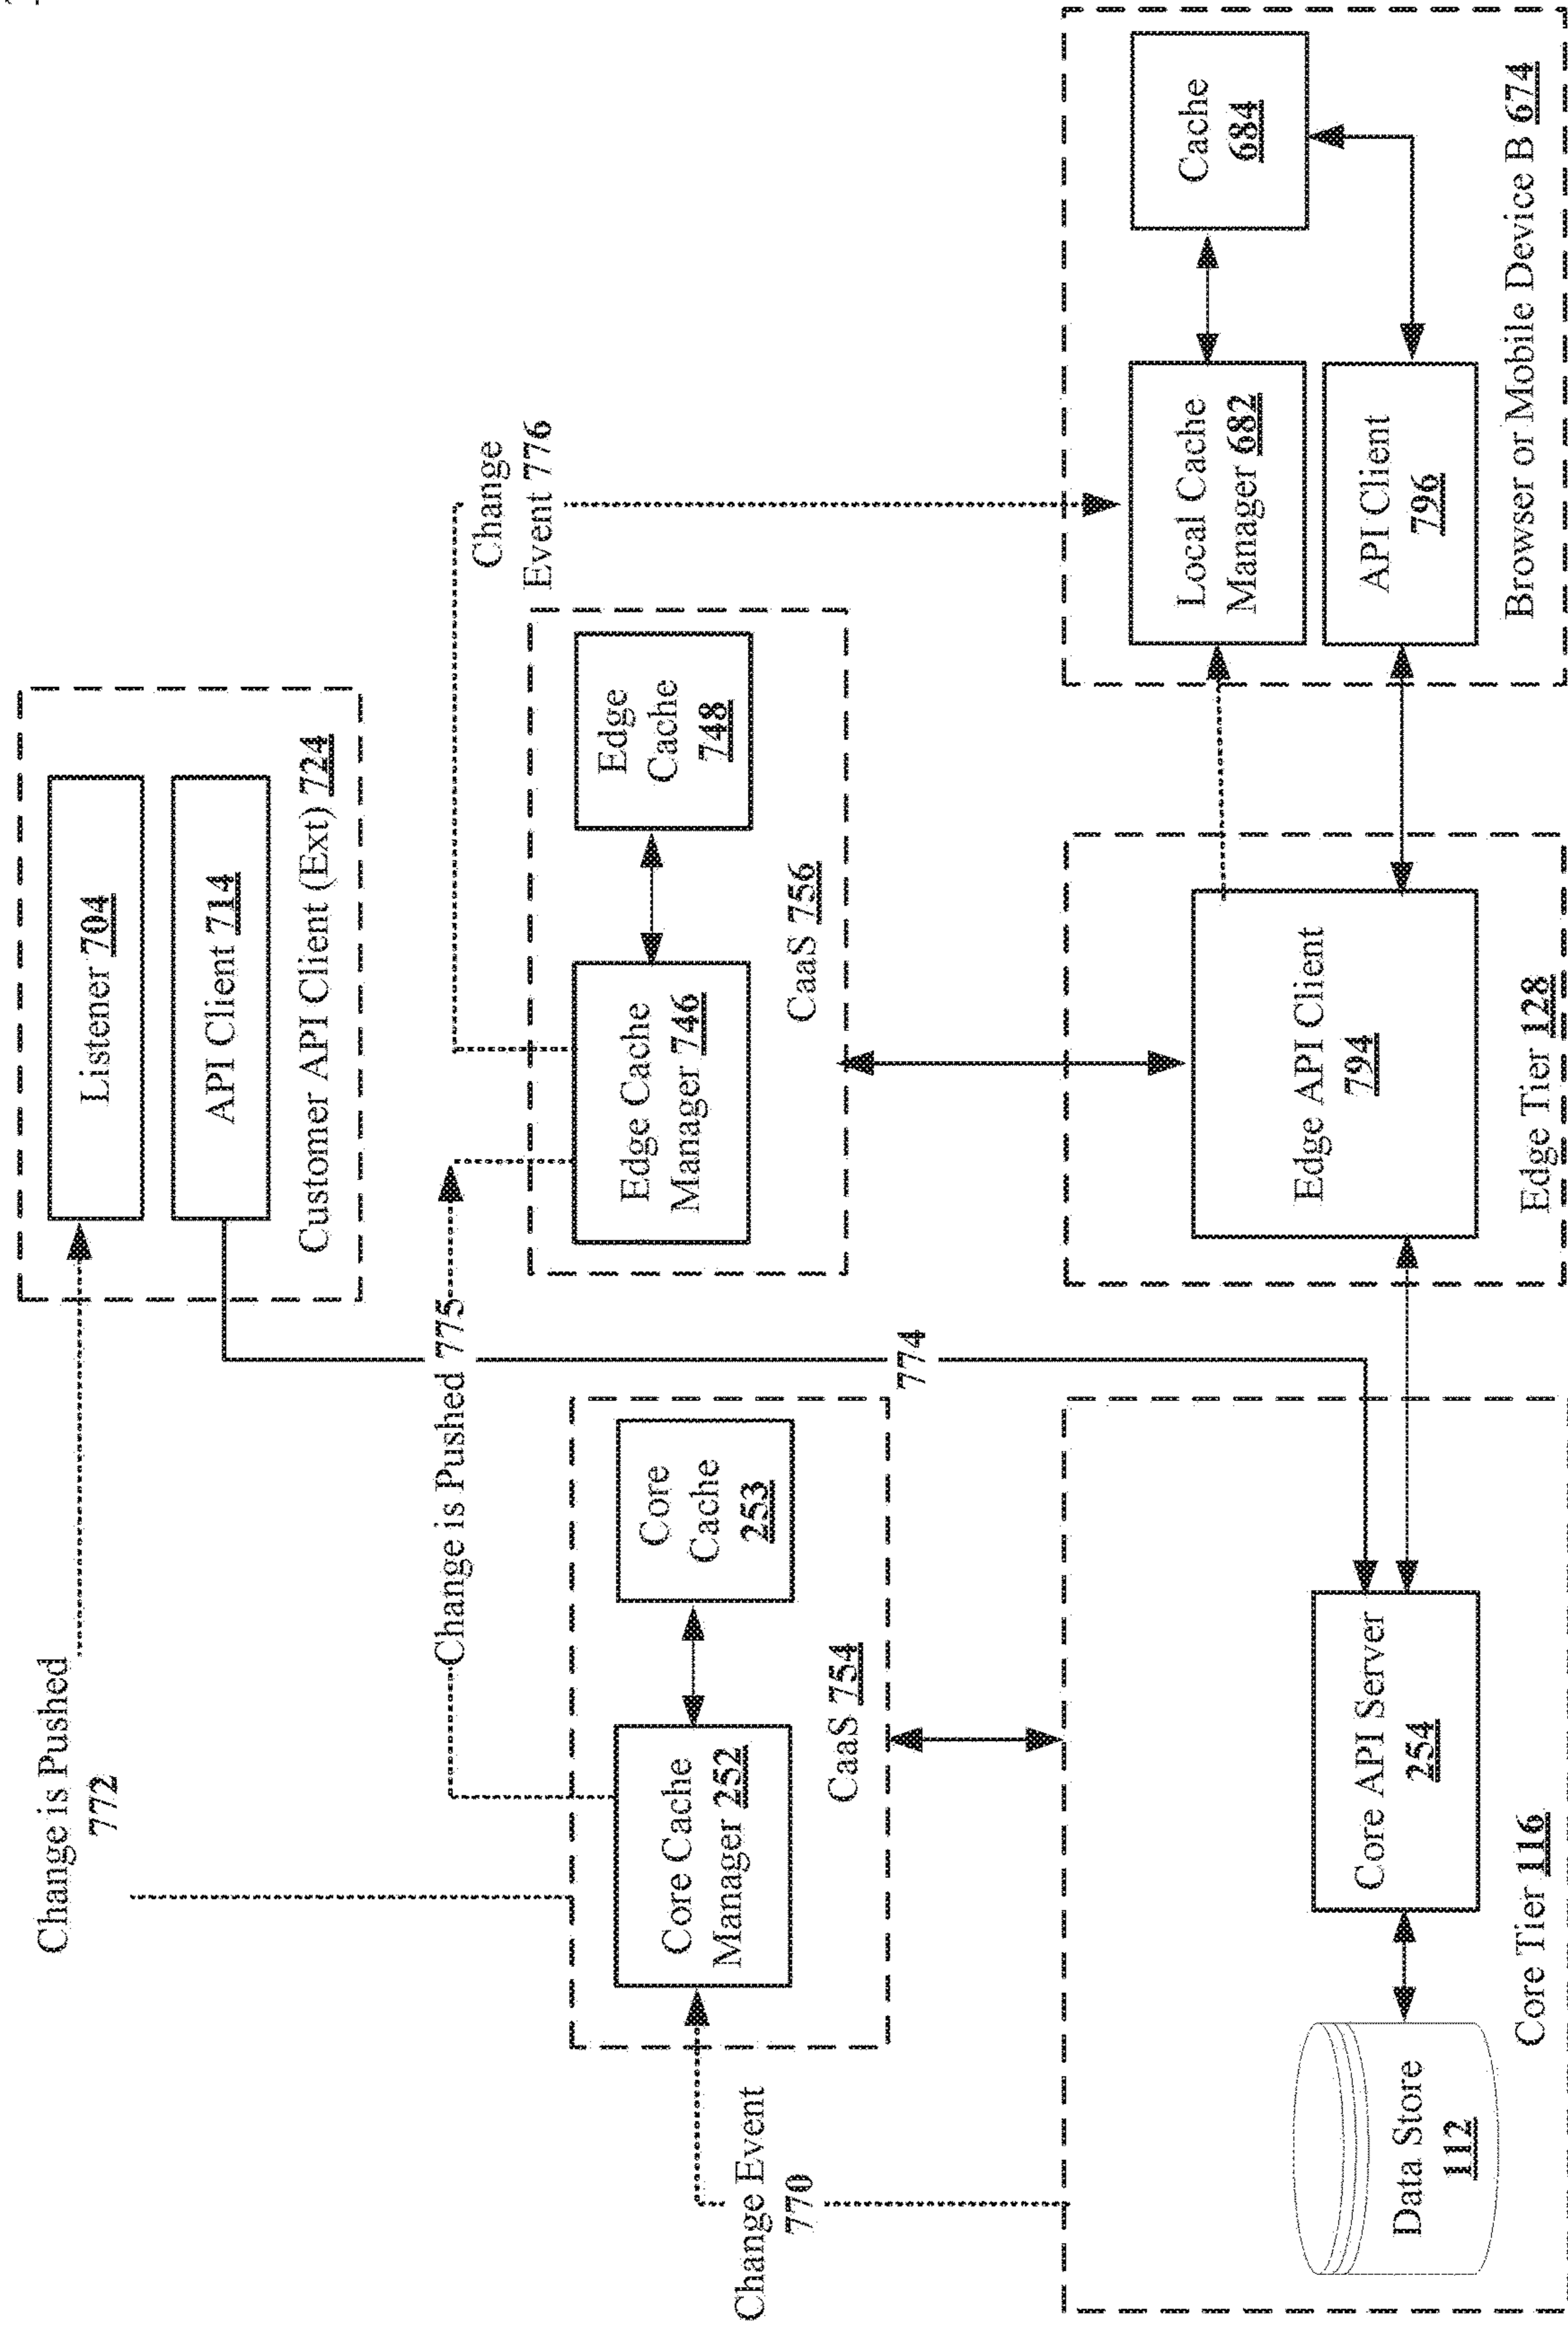 Change is Pushed
772
Listener 704
API Client 714
Customer API Client (Ext) 724
Change is Pushed 775
Change
Event 776
Change Event
770
Core Cache
Manager 252
Core
Cache
253
CaaS 754
774
Edge Cache
Manager 746
Edge
Cache
748
CaaS 756
Data Store
112
Core API Server
254
Core Tier 116
Edge API Client
794
Edge Tier 128
Local Cache
Manager 682
Cache
684
API Client
796
Browser or Mobile Device B 674